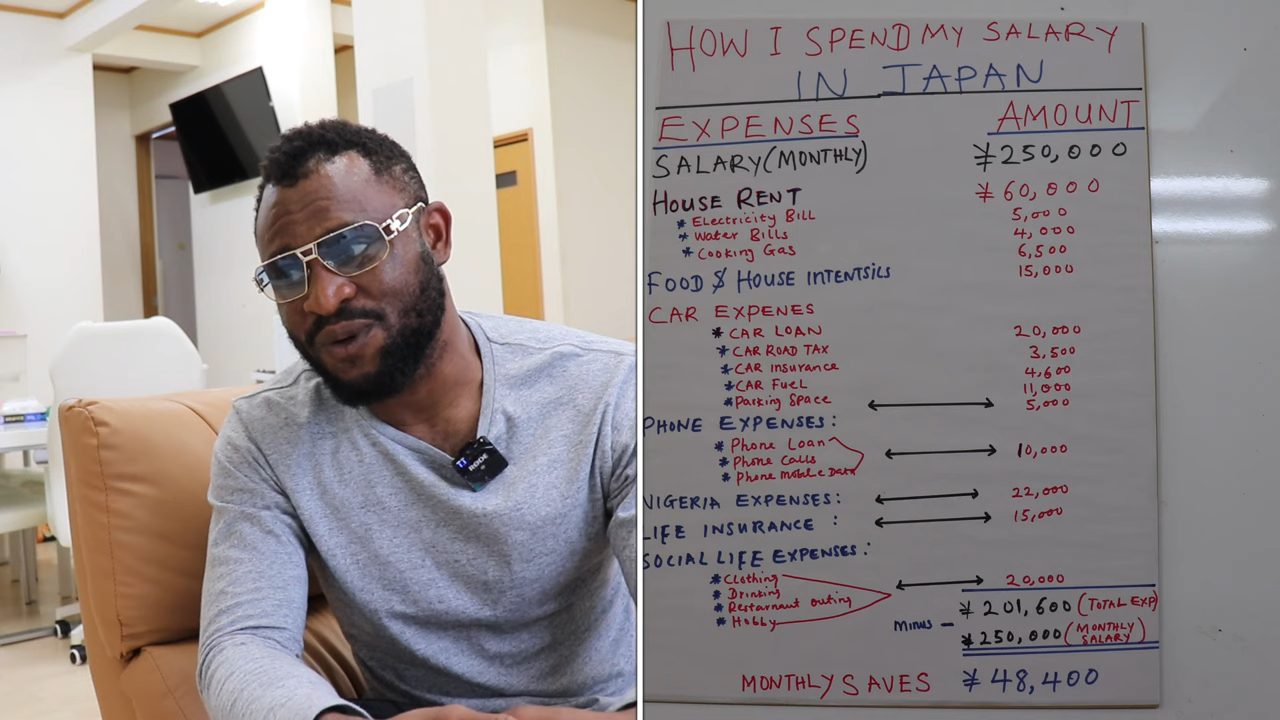 HOW I SPEND MY SALARY
IN JAPAN
EXPENSES AMOUNT
SALARY(MONTHLY) ¥250,000
HOUSE RENT ¥60,000
* Electricity Bill 5,000
* Water Bills 4,000
* Cooking Gas 6,500
FOOD $ HOUSE INTENTSILS 15,000
CAR EXPENES
* CAR LOAN 20,000
* CAR ROAD TAX 3,500
* CAR Insurance 4,600
* CAR FUEL 11,000
* Parking Space 5,000
PHONE EXPENSES:
* Phone Loan
* Phone Calls 10,000
* Phone Mobile Data
NIGERIA EXPENSES: 22,000
LIFE INSURANCE : 15,000
SOCIAL LIFE EXPENSES:
* Clothing 20,000
* Drinking
* Restarnant outing
* Hobby
¥201,600 (TOTAL EXP)
minus - ¥250,000 (MONTHLY SALARY)
MONTHLY SAVES ¥48,400
RODE